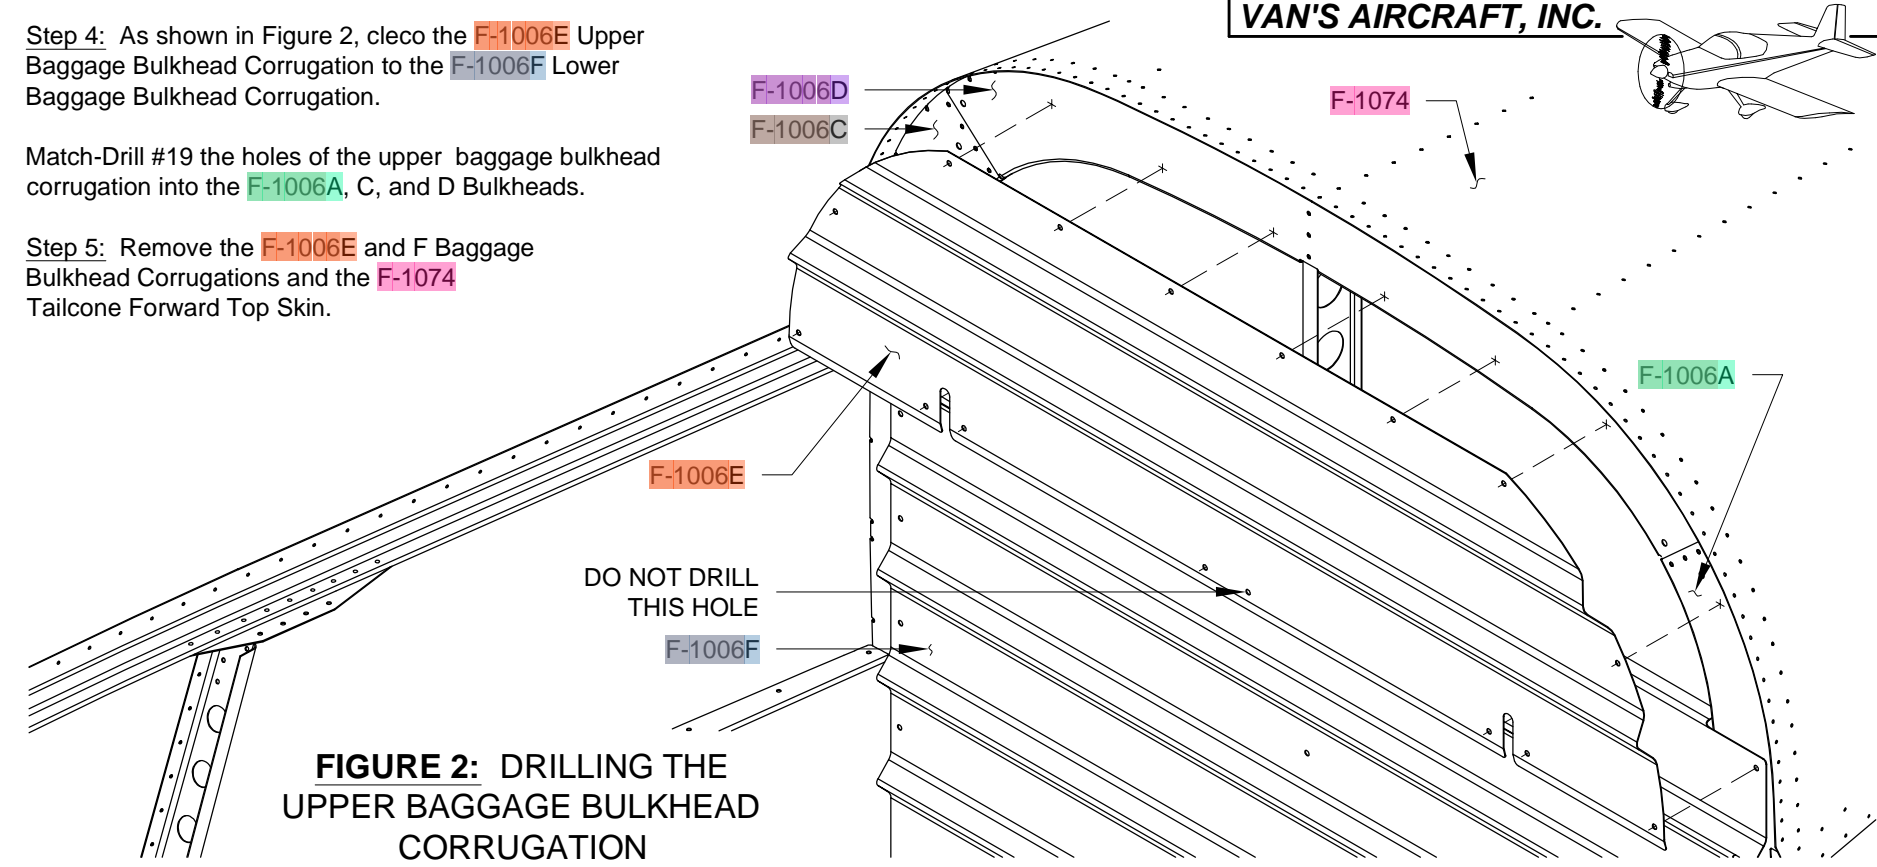 Step 4: As shown in Figure 2, cleco the F-1006E Upper
Baggage Bulkhead Corrugation to the F-1006F Lower
Baggage Bulkhead Corrugation.
Match-Drill #19 the holes of the upper baggage bulkhead
corrugation into the F-1006A, C, and D Bulkheads.
Step 5: Remove the F-1006E and F Baggage
Bulkhead Corrugations and the F-1074
Tailcone Forward Top Skin.
VAN'S AIRCRAFT, INC.
F-1006D
F-1006C
F-1074
F-1006A
F-1006E
DO NOT DRILL
THIS HOLE
F-1006F
FIGURE 2: DRILLING THE
UPPER BAGGAGE BULKHEAD
CORRUGATION